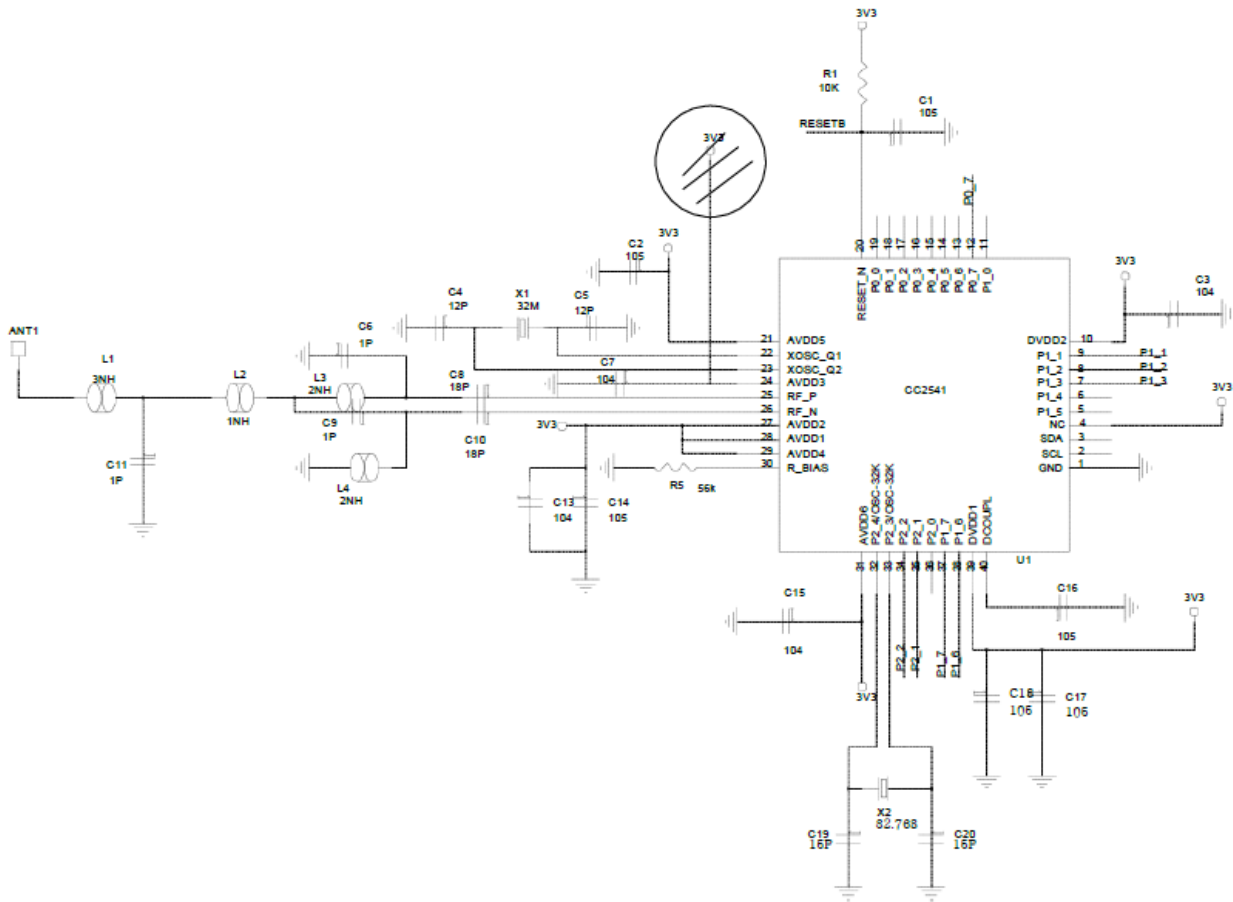 3V3
R1
10K
C1
105
RESETB
3V3
P0_7
20
19
18
17
16
15
14
13
12
11
RESET_N
P0_0
P0_1
P0_2
P0_3
P0_4
P0_5
P0_6
P0_7
P1_0
3V3
C2
105
3V3
C3
104
C4
12P
X1
32M
C5
12P
ANT1
C6
1P
L1
3NH
L2
1NH
L3
2NH
C7
104
C8
18P
C9
1P
C10
18P
C11
1P
L4
2NH
3V3
21 AVDD5
22 XOSC_Q1
23 XOSC_Q2
24 AVDD3
25 RF_P
26 RF_N
27 AVDD2
28 AVDD1
29 AVDD4
30 R_BIAS
CC2541
DVDD2 10
P1_1 9 P1_1
P1_2 8 P1_2
P1_3 7 P1_3
P1_4 6
P1_5 5
NC 4
SDA 3
SCL 2
GND 1
3V3
R5
56k
C13
104
C14
105
AVDD6
P2_4/OSC-32K
P2_3/OSC-32K
P2_2
P2_1
P2_0
P1_7
P1_6
DVDD1
DCOUPL
U1
31
32
33
34
35
36
37
38
39
40
C15
104
3V3
P2_2
P2_1
P1_7
P1_6
C16
105
3V3
C18
106
C17
106
X2
32.768
C19
16P
C20
16P